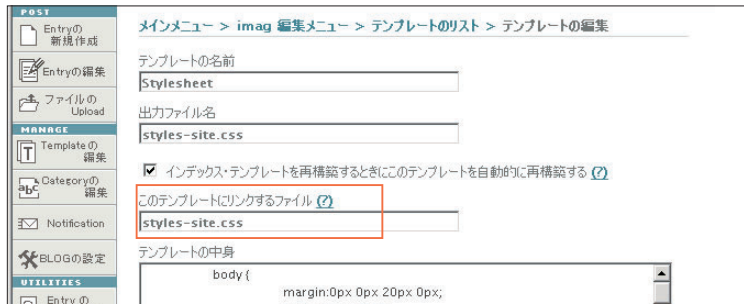 POST
Entryの
新規作成
Entryの編集
ファイルの
Upload
MANAGE
Templateの
編集
Categoryの
編集
Notification
BLOGの設定
UTILITIES
Entry の
メインメニュー > imag 編集メニュー > テンプレートのリスト > テンプレートの編集
テンプレートの名前
Stylesheet
出力ファイル名
styles-site.css
インデックス・テンプレートを再構築するときにこのテンプレートを自動的に再構築する (?)
このテンプレートにリンクするファイル (?)
styles-site.css
テンプレートの中身
body {
margin:0px 0px 20px 0px;